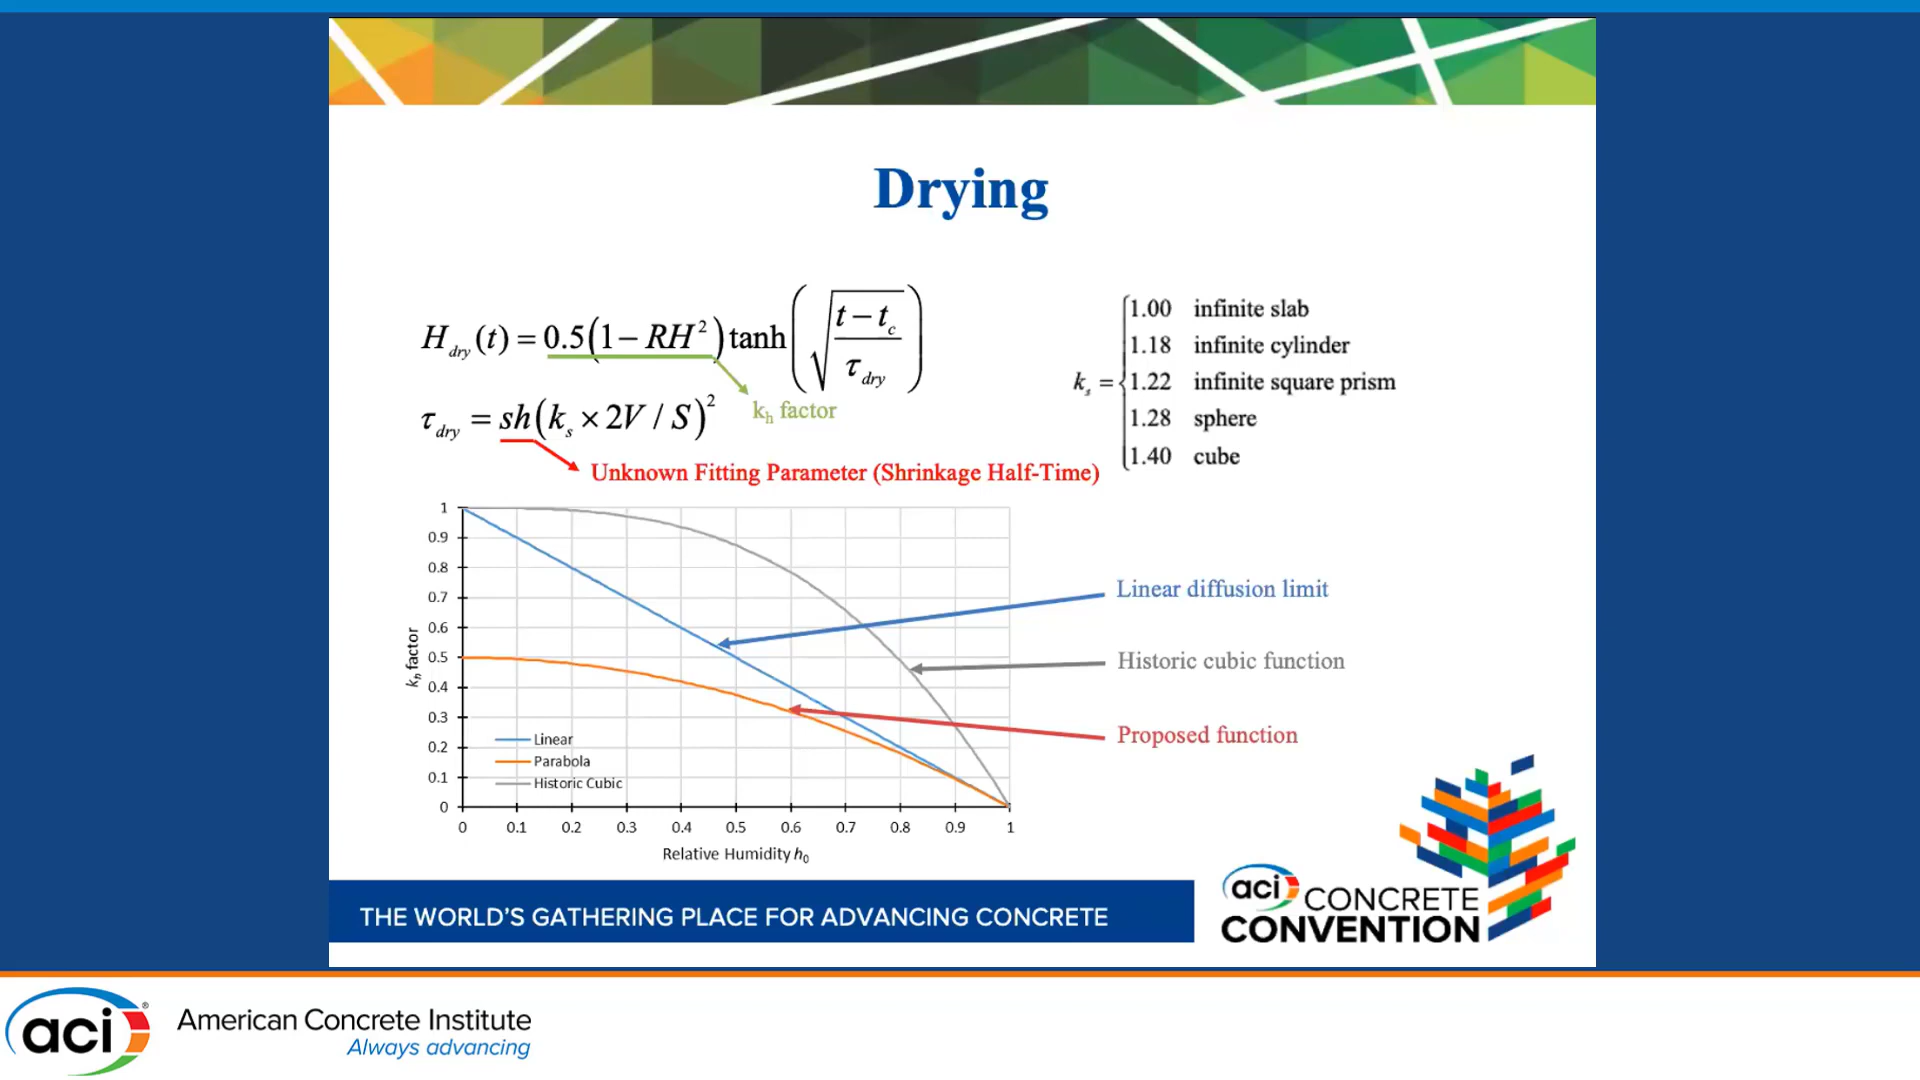 Drying
H_dry(t) = 0.5(1 − RH²) tanh(√((t − t_c)/τ_dry))
k_h factor
τ_dry = sh(k_s × 2V / S)²
Unknown Fitting Parameter (Shrinkage Half-Time)
k_s = {
1.00 infinite slab
1.18 infinite cylinder
1.22 infinite square prism
1.28 sphere
1.40 cube
1
0.9
0.8
0.7
0.6
0.5
0.4
0.3
0.2
0.1
0
k_h factor
Linear
Parabola
Historic Cubic
0 0.1 0.2 0.3 0.4 0.5 0.6 0.7 0.8 0.9 1
Relative Humidity h₀
Linear diffusion limit
Historic cubic function
Proposed function
THE WORLD'S GATHERING PLACE FOR ADVANCING CONCRETE
aci CONCRETE
CONVENTION
aci®
American Concrete Institute
Always advancing